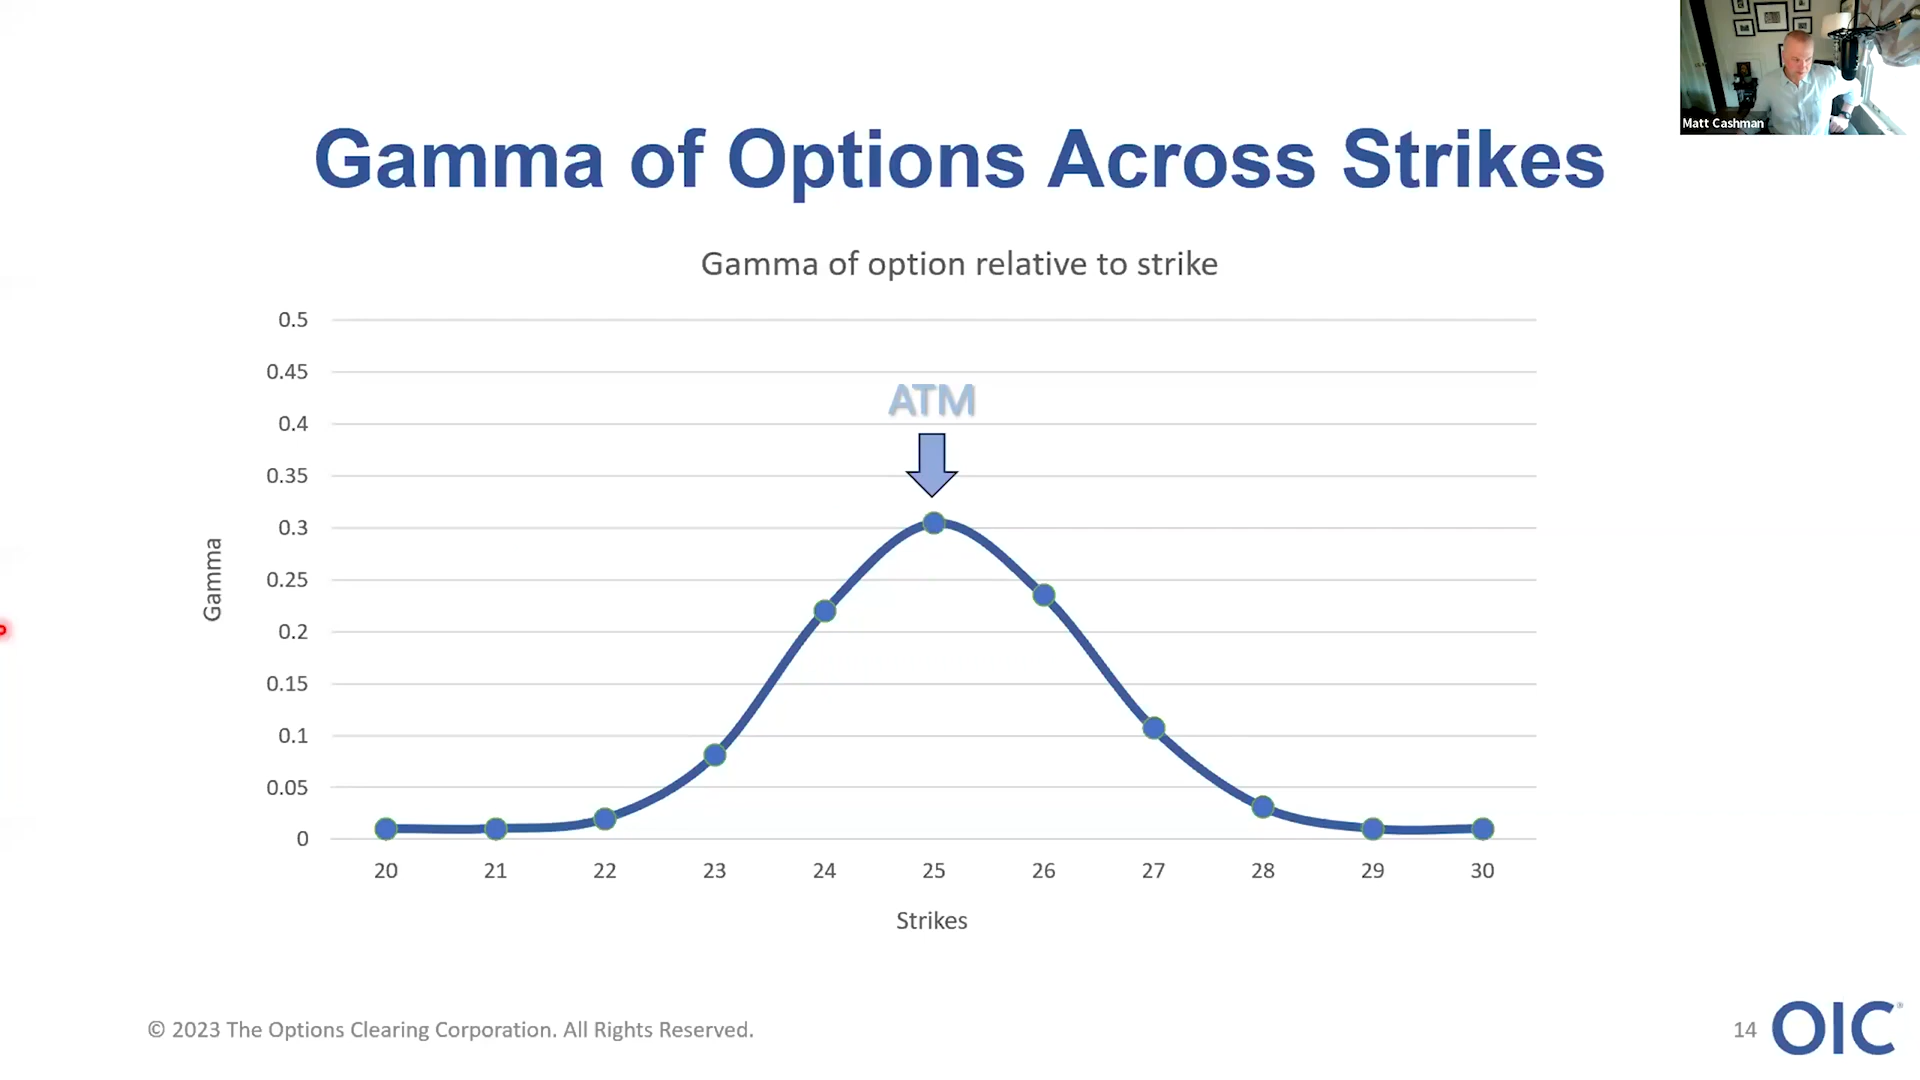 Matt Cashman
Gamma of Options Across Strikes
Gamma of option relative to strike
0.5
0.45
ATM
0.4
0.35
0.3
0.25
Gamma
0.2
0.15
0.1
0.05
0
20 21 22 23 24 25 26 27 28 29 30
Strikes
© 2023 The Options Clearing Corporation. All Rights Reserved.
14
OIC®